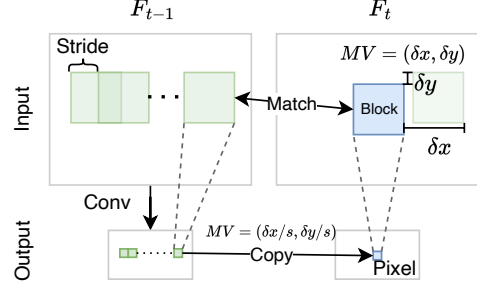 F_{t-1}
F_t
Stride
MV = (δx, δy)
δy
Input
Match
Block
δx
Conv
MV = (δx/s, δy/s)
Output
Copy
Pixel